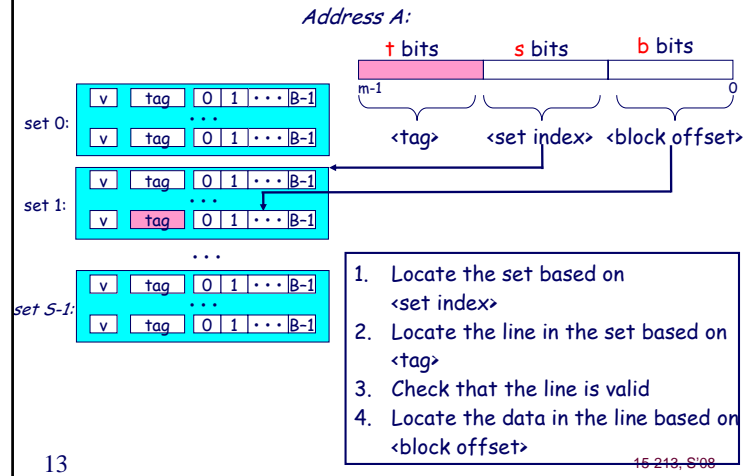 Address A:
t bits s bits b bits
m-1 0
<tag> <set index> <block offset>
set 0:
v tag 0 1 • • • B-1
• • •
v tag 0 1 • • • B-1
set 1:
v tag 0 1 • • • B-1
• • •
v tag 0 1 • • • B-1
• • •
set S-1:
v tag 0 1 • • • B-1
• • •
v tag 0 1 • • • B-1
1. Locate the set based on
<set index>
2. Locate the line in the set based on
<tag>
3. Check that the line is valid
4. Locate the data in the line based on
<block offset>
13
15-213, S'08